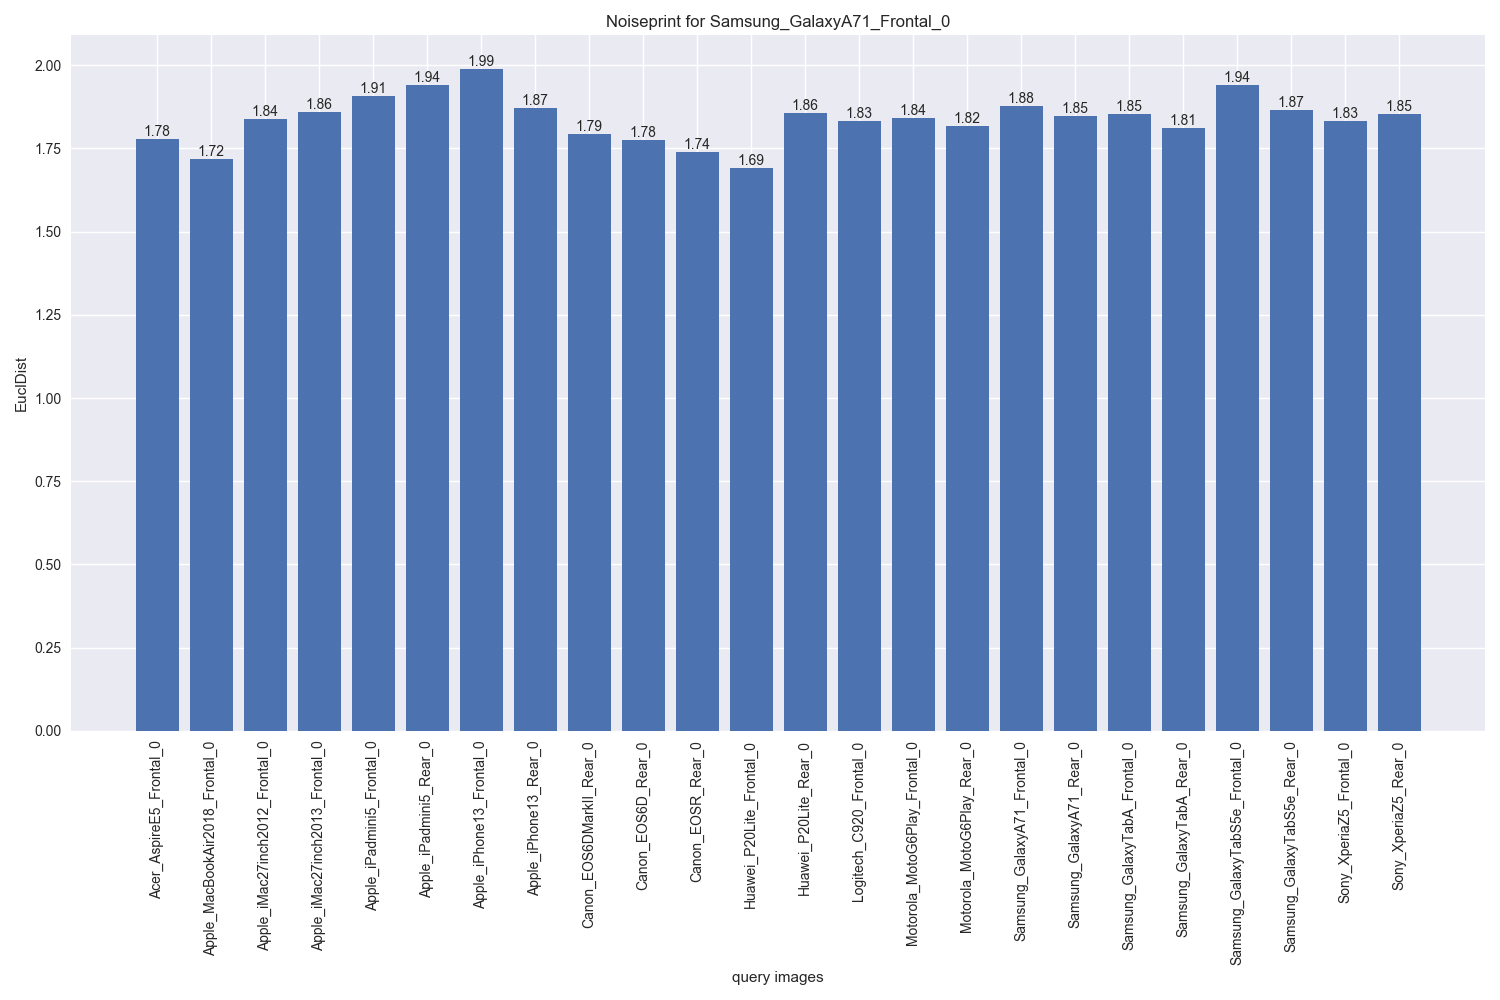 Noiseprint for Samsung_GalaxyA71_Frontal_0
EuclDist
2.00
1.75
1.50
1.25
1.00
0.75
0.50
0.25
0.00
1.78
1.72
1.84
1.86
1.91
1.94
1.99
1.87
1.79
1.78
1.74
1.69
1.86
1.83
1.84
1.82
1.88
1.85
1.85
1.81
1.94
1.87
1.83
1.85
Acer_AspireE5_Frontal_0
Apple_MacBookAir2018_Frontal_0
Apple_iMac27inch2012_Frontal_0
Apple_iMac27inch2013_Frontal_0
Apple_iPadmini5_Frontal_0
Apple_iPadmini5_Rear_0
Apple_iPhone13_Frontal_0
Apple_iPhone13_Rear_0
Canon_EOS6DMarkII_Rear_0
Canon_EOS6D_Rear_0
Canon_EOSR_Rear_0
Huawei_P20Lite_Frontal_0
Huawei_P20Lite_Rear_0
Logitech_C920_Frontal_0
Motorola_MotoG6Play_Frontal_0
Motorola_MotoG6Play_Rear_0
Samsung_GalaxyA71_Frontal_0
Samsung_GalaxyA71_Rear_0
Samsung_GalaxyTabA_Frontal_0
Samsung_GalaxyTabA_Rear_0
Samsung_GalaxyTabS5e_Frontal_0
Samsung_GalaxyTabS5e_Rear_0
Sony_XperiaZ5_Frontal_0
Sony_XperiaZ5_Rear_0
query images